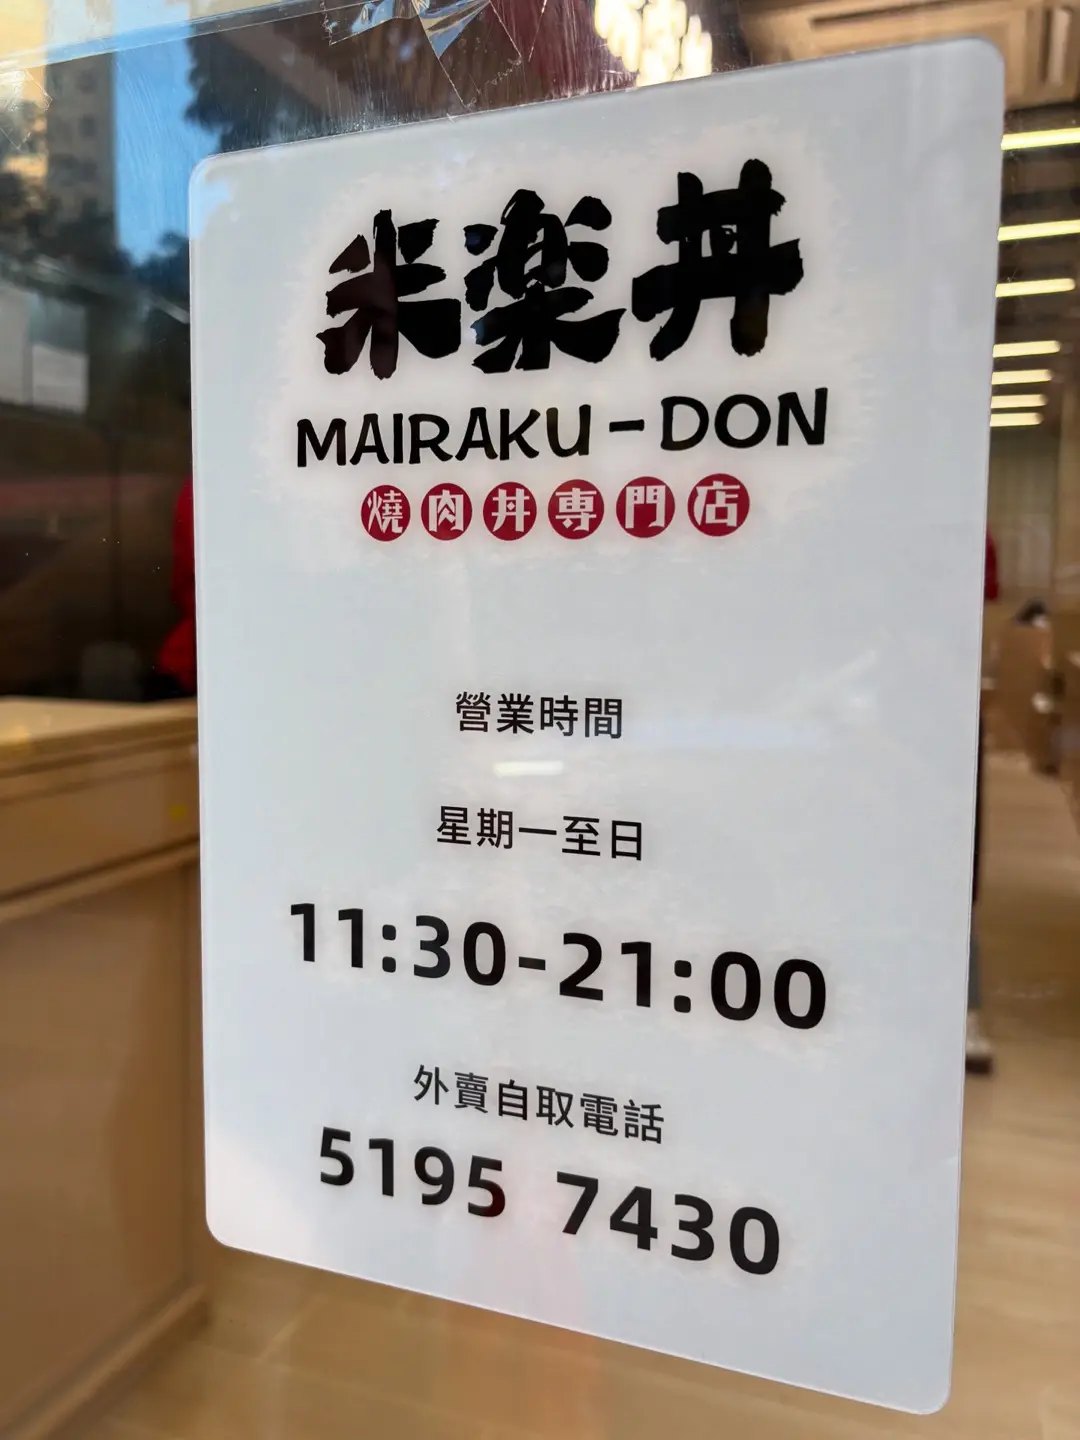 米楽丼
MAIRAKU-DON
燒肉丼専門店
營業時間
星期一至日
11:30-21:00
外賣自取電話
5195 7430